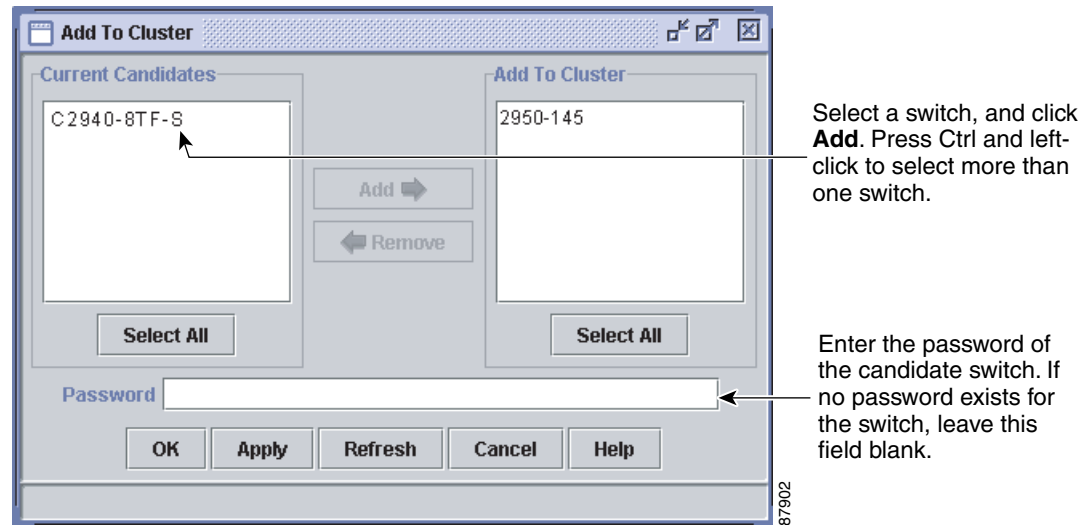 Add To Cluster
Current Candidates
C2940-8TF-S
Add To Cluster
2950-145
Add
Remove
Select All
Select All
Password
OK
Apply
Refresh
Cancel
Help
Select a switch, and click
Add. Press Ctrl and left-
click to select more than
one switch.
Enter the password of
the candidate switch. If
no password exists for
the switch, leave this
field blank.
87902